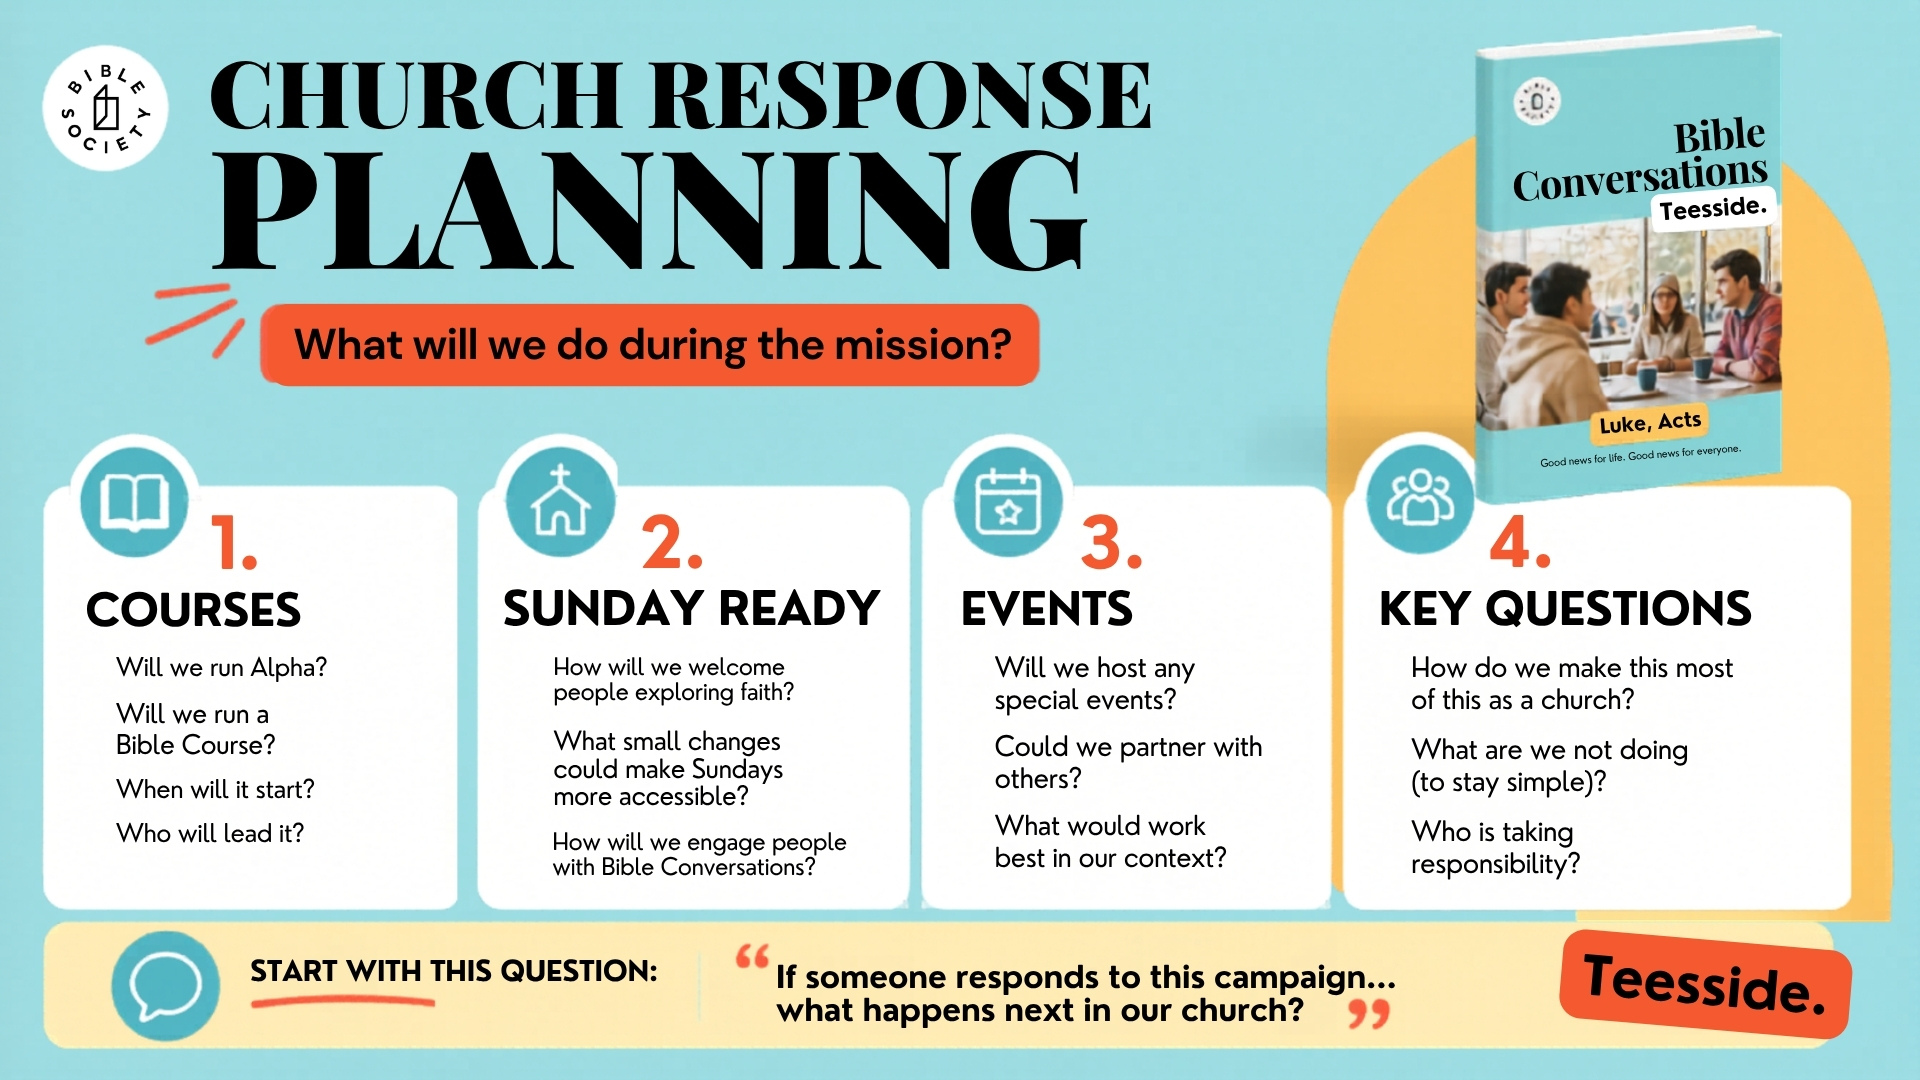 BIBLE SOCIETY
CHURCH RESPONSE
PLANNING
What will we do during the mission?
Bible
Conversations
Teesside.
Luke, Acts
Good news for life. Good news for everyone.
1.
COURSES
Will we run Alpha?
Will we run a
Bible Course?
When will it start?
Who will lead it?
2.
SUNDAY READY
How will we welcome
people exploring faith?
What small changes
could make Sundays
more accessible?
How will we engage people
with Bible Conversations?
3.
EVENTS
Will we host any
special events?
Could we partner with
others?
What would work
best in our context?
4.
KEY QUESTIONS
How do we make this most
of this as a church?
What are we not doing
(to stay simple)?
Who is taking
responsibility?
START WITH THIS QUESTION:
“If someone responds to this campaign...
what happens next in our church?”
Teesside.